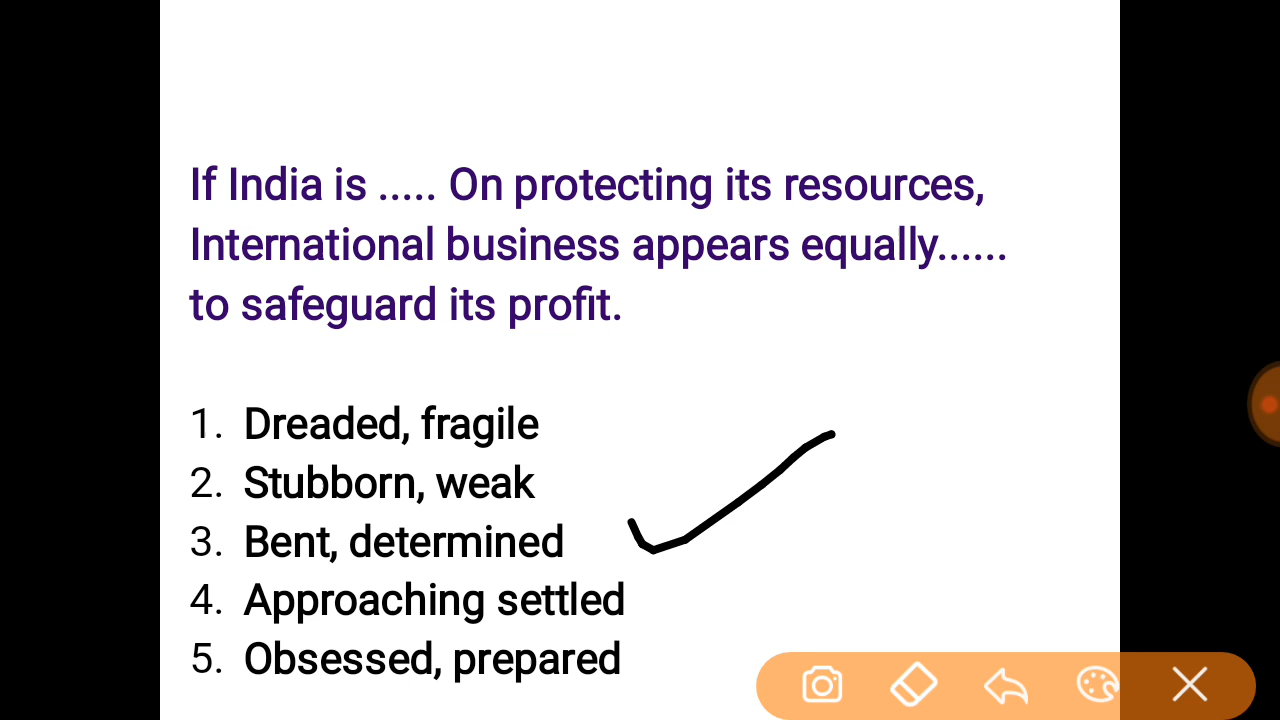 If India is ..... On protecting its resources,
International business appears equally......
to safeguard its profit.
1. Dreaded, fragile
2. Stubborn, weak
3. Bent, determined
4. Approaching settled
5. Obsessed, prepared